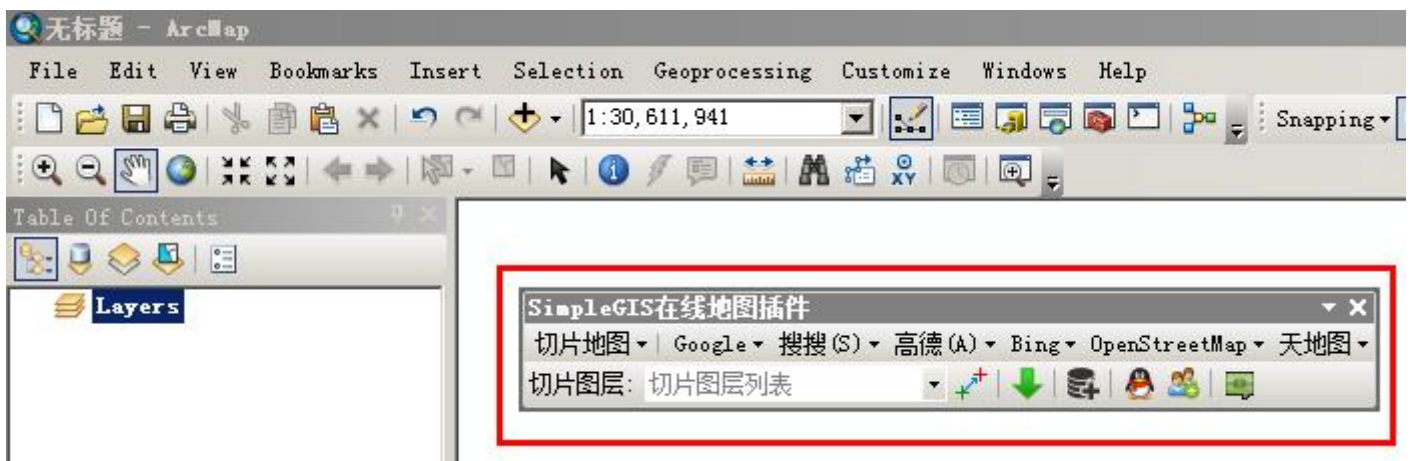 无标题 - ArcMap
File Edit View Bookmarks Insert Selection Geoprocessing Customize Windows Help
1:30,611,941 Snapping
XY
Table Of Contents
Layers
SimpleGIS在线地图插件
切片地图 Google 搜搜(S) 高德(A) Bing OpenStreetMap 天地图
切片图层: 切片图层列表